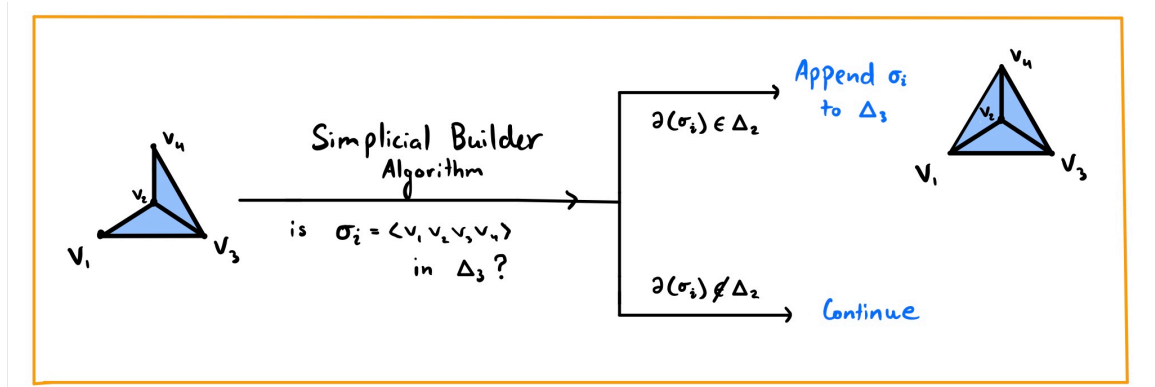 V₄
V₂
V₁
V₃
Simplicial Builder
Algorithm
is σᵢ = <v₁ v₂ v₃ v₄>
in Δ₃ ?
∂(σᵢ) ∈ Δ₂
Append σᵢ
to Δ₃
∂(σᵢ) ∉ Δ₂
Continue
V₄
V₂
V₁
V₃